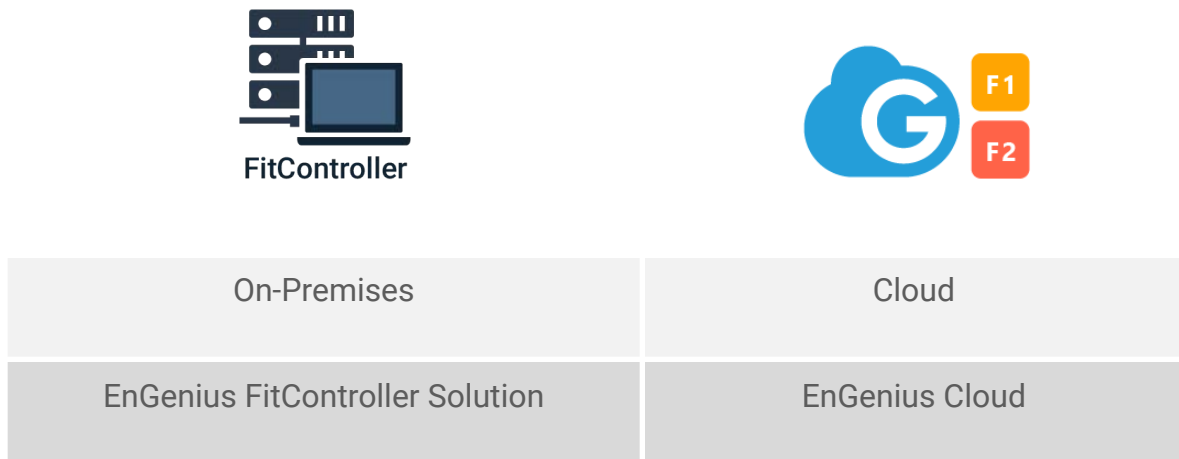 FitController
G
F1
F2
On-Premises
Cloud
EnGenius FitController Solution
EnGenius Cloud